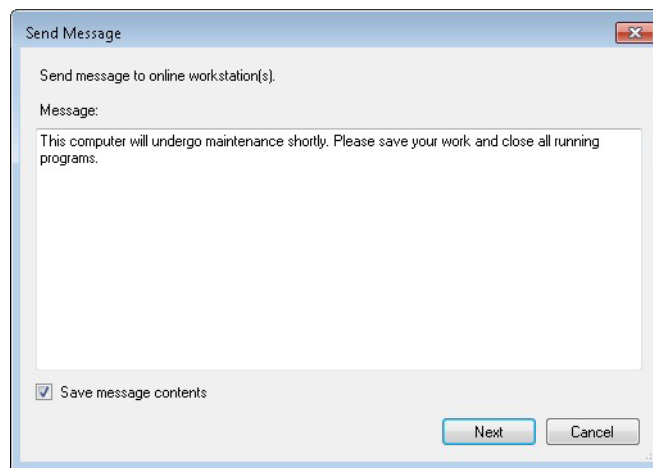 Send Message
Send message to online workstation(s).
Message:
This computer will undergo maintenance shortly. Please save your work and close all running
programs.
Save message contents
Next
Cancel